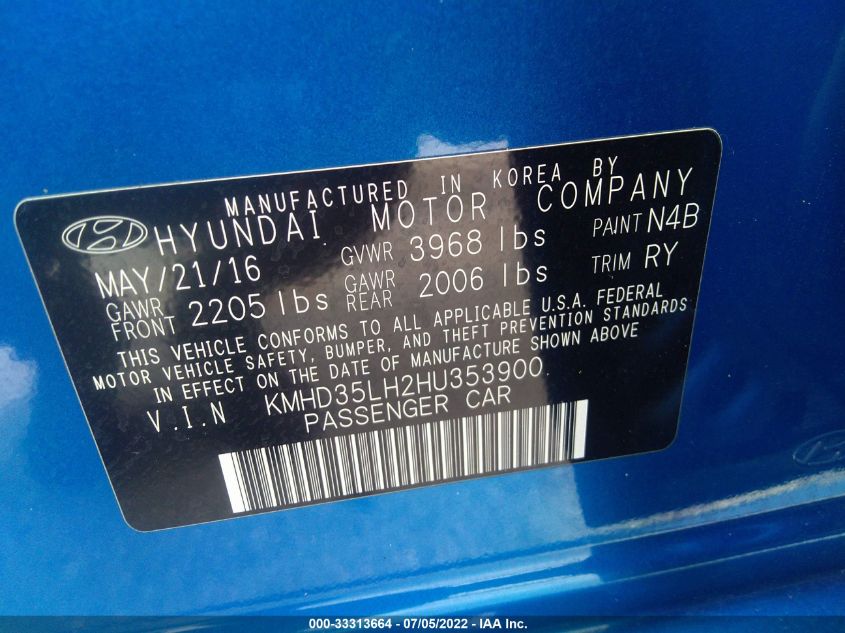 MANUFACTURED IN KOREA BY
HYUNDAI MOTOR COMPANY
MAY/21/16 GVWR 3968 lbs PAINT N4B
GAWR FRONT 2205 lbs GAWR REAR 2006 lbs TRIM RY
THIS VEHICLE CONFORMS TO ALL APPLICABLE U.S.A. FEDERAL
MOTOR VEHICLE SAFETY, BUMPER, AND THEFT PREVENTION STANDARDS
IN EFFECT ON THE DATE OF MANUFACTURE SHOWN ABOVE
V.I.N KMHD35LH2HU353900
PASSENGER CAR
000-33313664 - 07/05/2022 - IAA Inc.